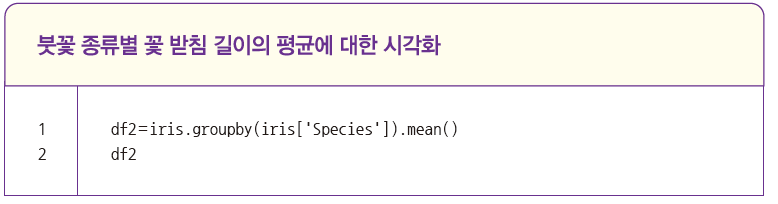 붓꽃 종류별 꽃 받침 길이의 평균에 대한 시각화
1 df2=iris.groupby(iris['Species']).mean()
2 df2